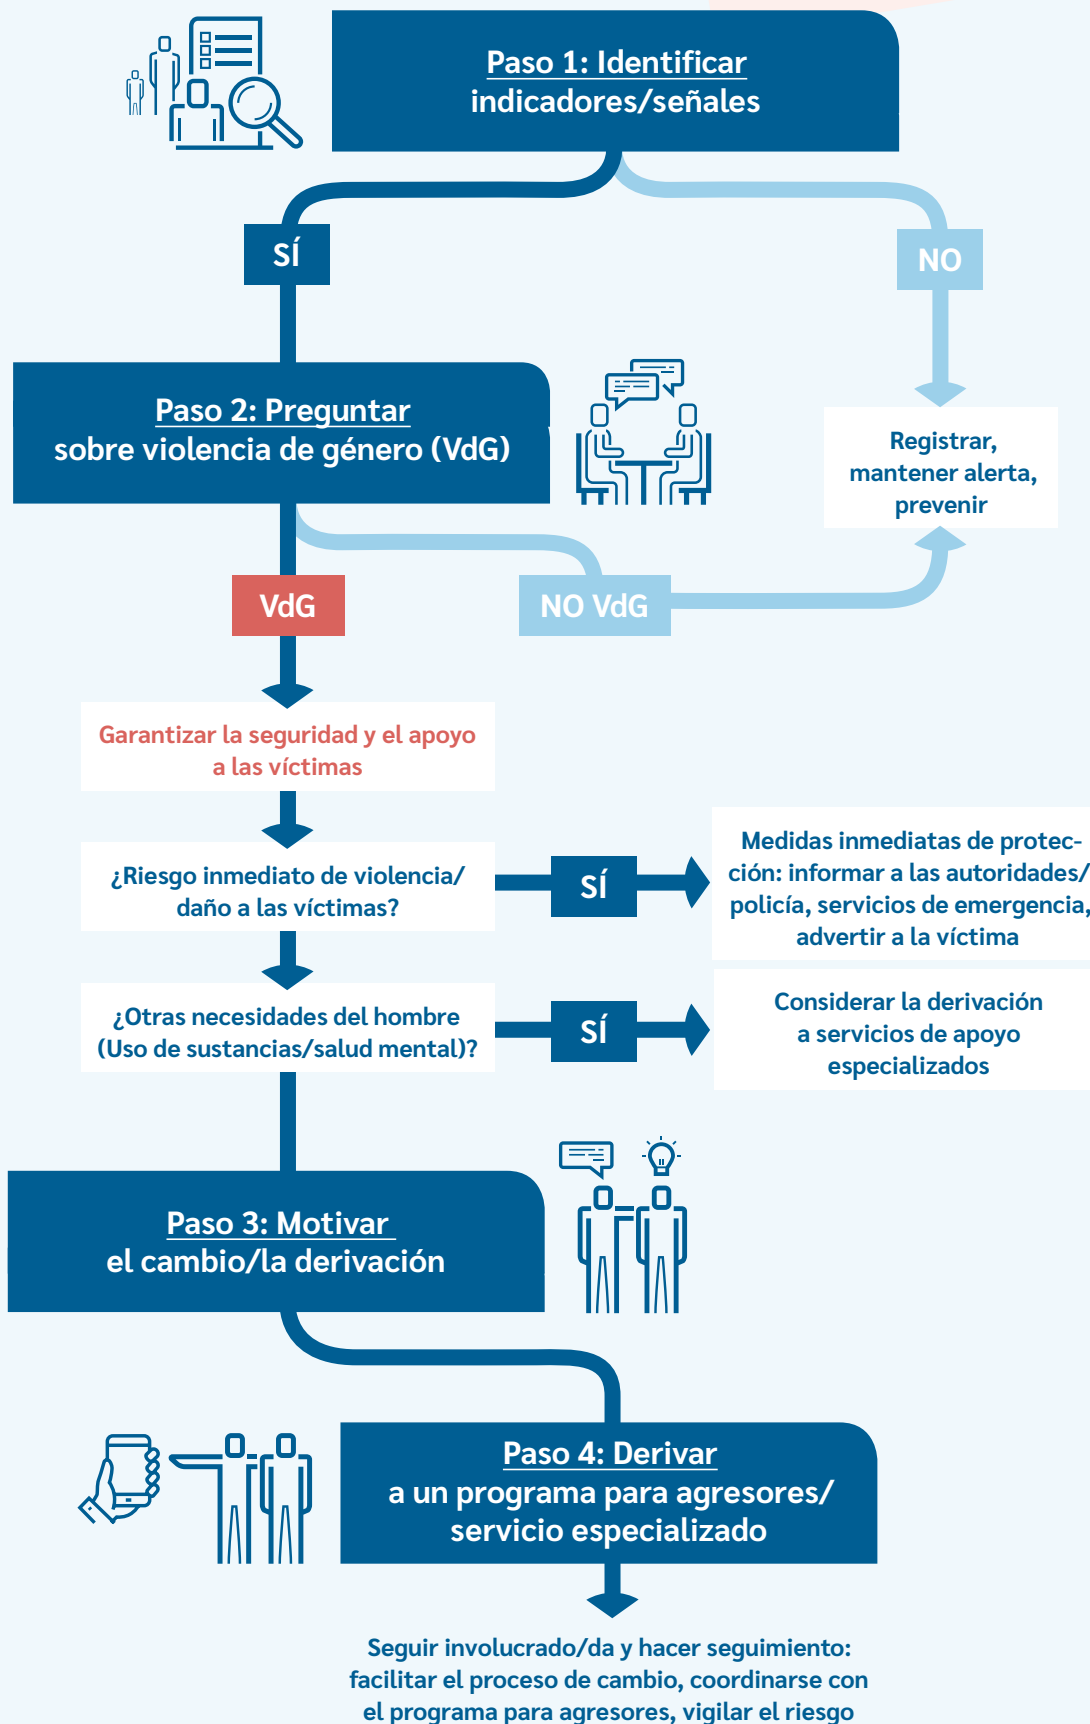 Paso 1: Identificar
indicadores/señales
SÍ
NO
Paso 2: Preguntar
sobre violencia de género (VdG)
Registrar,
mantener alerta,
prevenir
VdG
NO VdG
Garantizar la seguridad y el apoyo
a las víctimas
¿Riesgo inmediato de violencia/
daño a las víctimas?
SÍ
Medidas inmediatas de protec-
ción: informar a las autoridades/
policía, servicios de emergencia,
advertir a la víctima
¿Otras necesidades del hombre
(Uso de sustancias/salud mental)?
SÍ
Considerar la derivación
a servicios de apoyo
especializados
Paso 3: Motivar
el cambio/la derivación
Paso 4: Derivar
a un programa para agresores/
servicio especializado
Seguir involucrado/da y hacer seguimiento:
facilitar el proceso de cambio, coordinarse con
el programa para agresores, vigilar el riesgo